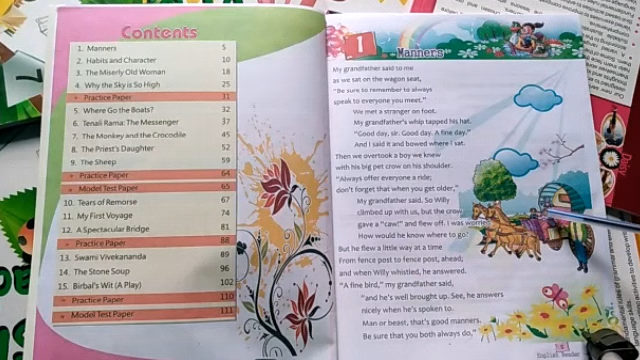 Contents
1. Manners 5
2. Habits and Character 10
3. The Miserly Old Woman 18
4. Why the Sky is So High 25
Practice Paper 31
5. Where Go the Boats? 32
6. Tenali Rama: The Messenger 37
7. The Monkey and the Crocodile 45
8. The Priest's Daughter 52
9. The Sheep 59
Practice Paper 64
Model Test Paper 65
10. Tears of Remorse 67
11. My First Voyage 74
12. A Spectacular Bridge 81
Practice Paper 88
13. Swami Vivekananda 89
14. The Stone Soup 96
15. Birbal's Wit (A Play) 102
Practice Paper 110
Model Test Paper 111
1
Manners
My grandfather said to me
as we sat on the wagon seat,
"Be sure to remember to always
speak to everyone you meet."
We met a stranger on foot.
My grandfather's whip tapped his hat.
"Good day, sir. Good day. A fine day."
And I said it and bowed where I sat.
Then we overtook a boy we knew
with his big pet crow on his shoulder.
"Always offer everyone a ride;
don't forget that when you get older,"
My grandfather said, So Willy
climbed up with us, but the crow
gave a "caw!" and flew off. I was worried
How would he know where to go?
But he flew a little way at a time
From fence post to fence post, ahead;
and when Willy whistled, he answered.
"A fine bird," my grandfather said,
"and he's well brought up. See, he answers
nicely when he's spoken to.
Man or beast, that's good manners.
Be sure that you both always do,"
English Reader
Daisy